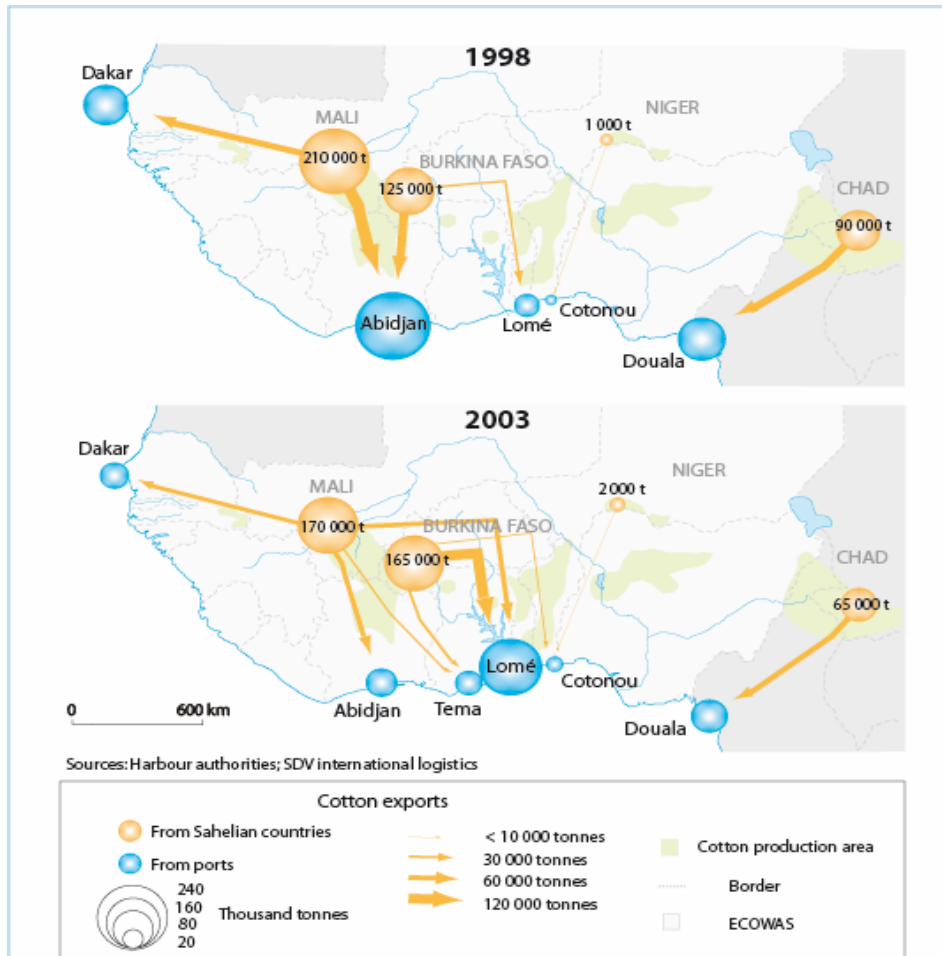 1998
Dakar
MALI
210 000 t
BURKINA FASO
125 000 t
NIGER
1 000 t
CHAD
90 000 t
Abidjan
Lomé
Cotonou
Douala
2003
Dakar
MALI
170 000 t
BURKINA FASO
165 000 t
NIGER
2 000 t
CHAD
65 000 t
Lomé
Cotonou
Abidjan
Tema
Douala
0 600 km
Sources: Harbour authorities; SDV international logistics
Cotton exports
From Sahelian countries
From ports
240
160
80
20
Thousand tonnes
< 10 000 tonnes
30 000 tonnes
60 000 tonnes
120 000 tonnes
Cotton production area
Border
ECOWAS